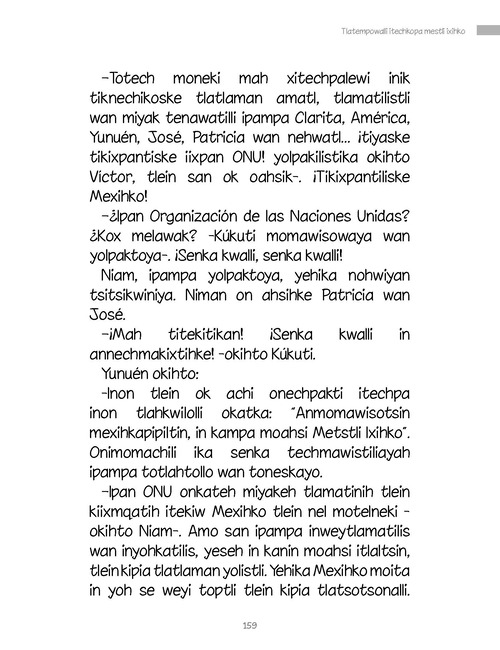 Tlatempowalli itechkopa mestli ixihko
–Totech moneki mah xitechpalewi inik
tiknechikoske tlatlaman amatl, tlamatilistli
wan miyak tenawatilli ipampa Clarita, América,
Yunuén, José, Patricia wan nehwatl... ¡tiyaske
tikixpantiske iixpan ONU! yolpakilistika okihto
Victor, tlein san ok oahsik–. ¡Tikixpantiliske
Mexihko!
–¿Ipan Organización de las Naciones Unidas?
¿Kox melawak? -Kúkuti momawisowaya wan
yolpaktoya–. ¡Senka kwalli, senka kwalli!
Niam, ipampa yolpaktoya, yehika nohwiyan
tsitsikwiniya. Niman on ahsihke Patricia wan
José.
–¡Mah titekitikan! ¡Senka kwalli in
annechmakixtihke! -okihto Kúkuti.
Yunuén okihto:
-Inon tlein ok achi onechpakti itechpa
inon tlahkwilolli okatka: “Anmomawisotsin
mexihkapipiltin, in kampa moahsi Metstli Ixihko”.
Onimomachili ika senka techmawistiliayah
ipampa totlahtollo wan toneskayo.
–Ipan ONU onkateh miyakeh tlamatinih tlein
kiixmqatih itekiw Mexihko tlein nel motelneki -
okihto Niam–. Amo san ipampa inweytlamatilis
wan inyohkatilis, yeseh in kanin moahsi itlaltsin,
tlein kipia tlatlaman yolistli. Yehika Mexihko moita
in yoh se weyi toptli tlein kipia tlatsotsonalli.
159